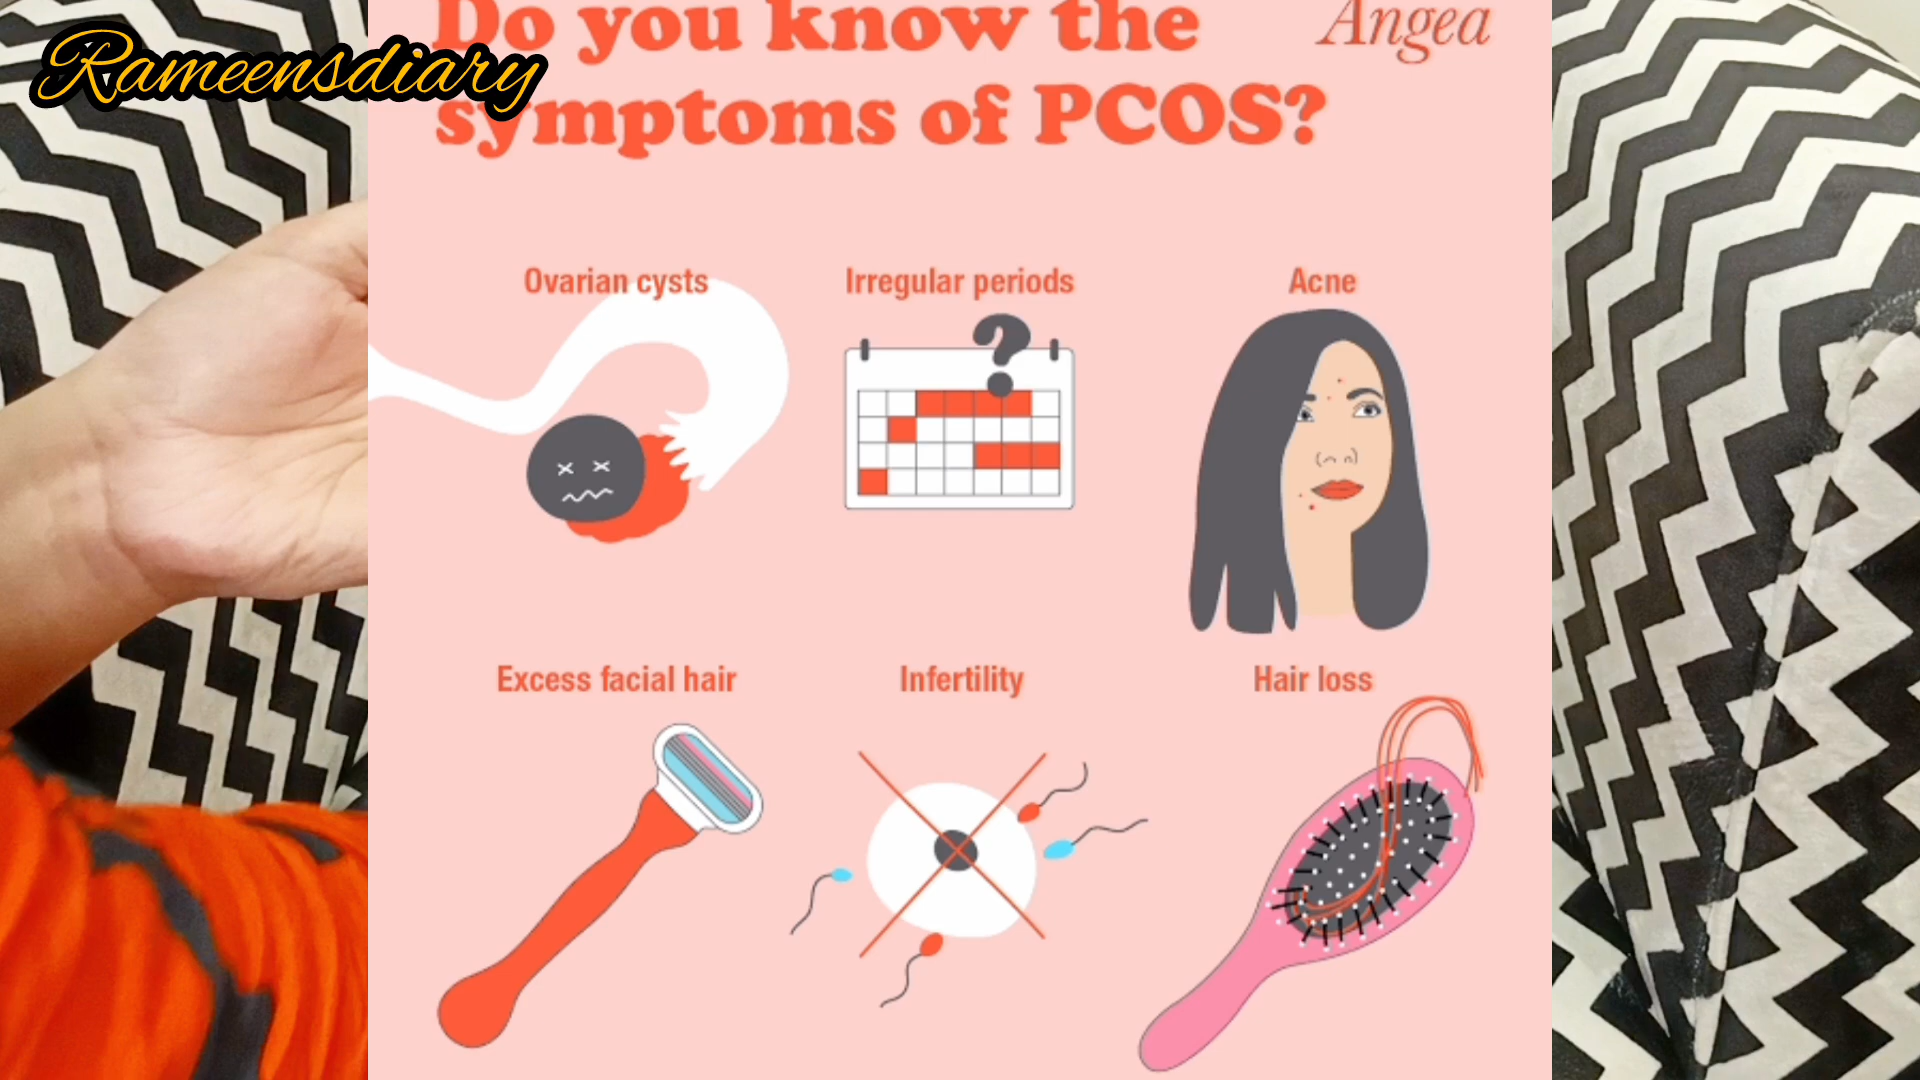 Rameensdiary
Do you know the
symptoms of PCOS?
Angea
Ovarian cysts
Irregular periods
Acne
?
Excess facial hair
Infertility
Hair loss